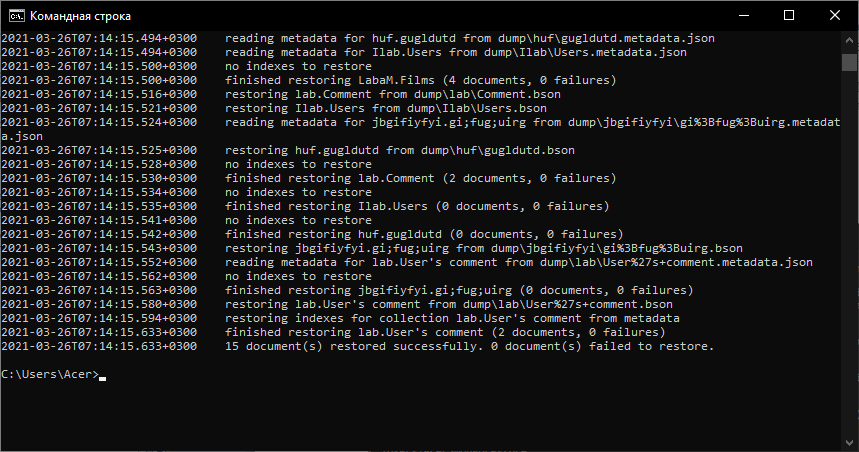 Командная строка
2021-03-26T07:14:15.494+0300    reading metadata for huf.gugldutd from dump\huf\gugldutd.metadata.json
2021-03-26T07:14:15.494+0300    reading metadata for Ilab.Users from dump\Ilab\Users.metadata.json
2021-03-26T07:14:15.500+0300    no indexes to restore
2021-03-26T07:14:15.500+0300    finished restoring LabaM.Films (4 documents, 0 failures)
2021-03-26T07:14:15.516+0300    restoring lab.Comment from dump\lab\Comment.bson
2021-03-26T07:14:15.521+0300    restoring Ilab.Users from dump\Ilab\Users.bson
2021-03-26T07:14:15.524+0300    reading metadata for jbgifiyfyi.gi;fug;uirg from dump\jbgifiyfyi\gi%3Bfug%3Buirg.metadat
a.json
2021-03-26T07:14:15.525+0300    restoring huf.gugldutd from dump\huf\gugldutd.bson
2021-03-26T07:14:15.528+0300    no indexes to restore
2021-03-26T07:14:15.530+0300    finished restoring lab.Comment (2 documents, 0 failures)
2021-03-26T07:14:15.534+0300    no indexes to restore
2021-03-26T07:14:15.535+0300    finished restoring Ilab.Users (0 documents, 0 failures)
2021-03-26T07:14:15.541+0300    no indexes to restore
2021-03-26T07:14:15.542+0300    finished restoring huf.gugldutd (0 documents, 0 failures)
2021-03-26T07:14:15.543+0300    restoring jbgifiyfyi.gi;fug;uirg from dump\jbgifiyfyi\gi%3Bfug%3Buirg.bson
2021-03-26T07:14:15.552+0300    reading metadata for lab.User's comment from dump\lab\User%27s+comment.metadata.json
2021-03-26T07:14:15.562+0300    no indexes to restore
2021-03-26T07:14:15.563+0300    finished restoring jbgifiyfyi.gi;fug;uirg (0 documents, 0 failures)
2021-03-26T07:14:15.580+0300    restoring lab.User's comment from dump\lab\User%27s+comment.bson
2021-03-26T07:14:15.594+0300    restoring indexes for collection lab.User's comment from metadata
2021-03-26T07:14:15.633+0300    finished restoring lab.User's comment (2 documents, 0 failures)
2021-03-26T07:14:15.633+0300    15 document(s) restored successfully. 0 document(s) failed to restore.
C:\Users\Acer>